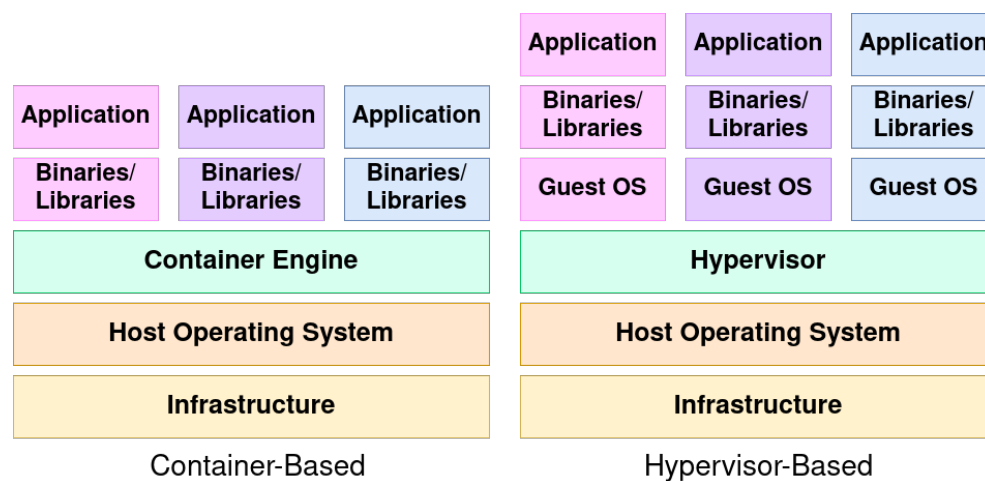 Application Application Application
Binaries/ Binaries/ Binaries/
Libraries Libraries Libraries
Container Engine
Host Operating System
Infrastructure
Container-Based
Application Application Application
Binaries/ Binaries/ Binaries/
Libraries Libraries Libraries
Guest OS Guest OS Guest OS
Hypervisor
Host Operating System
Infrastructure
Hypervisor-Based